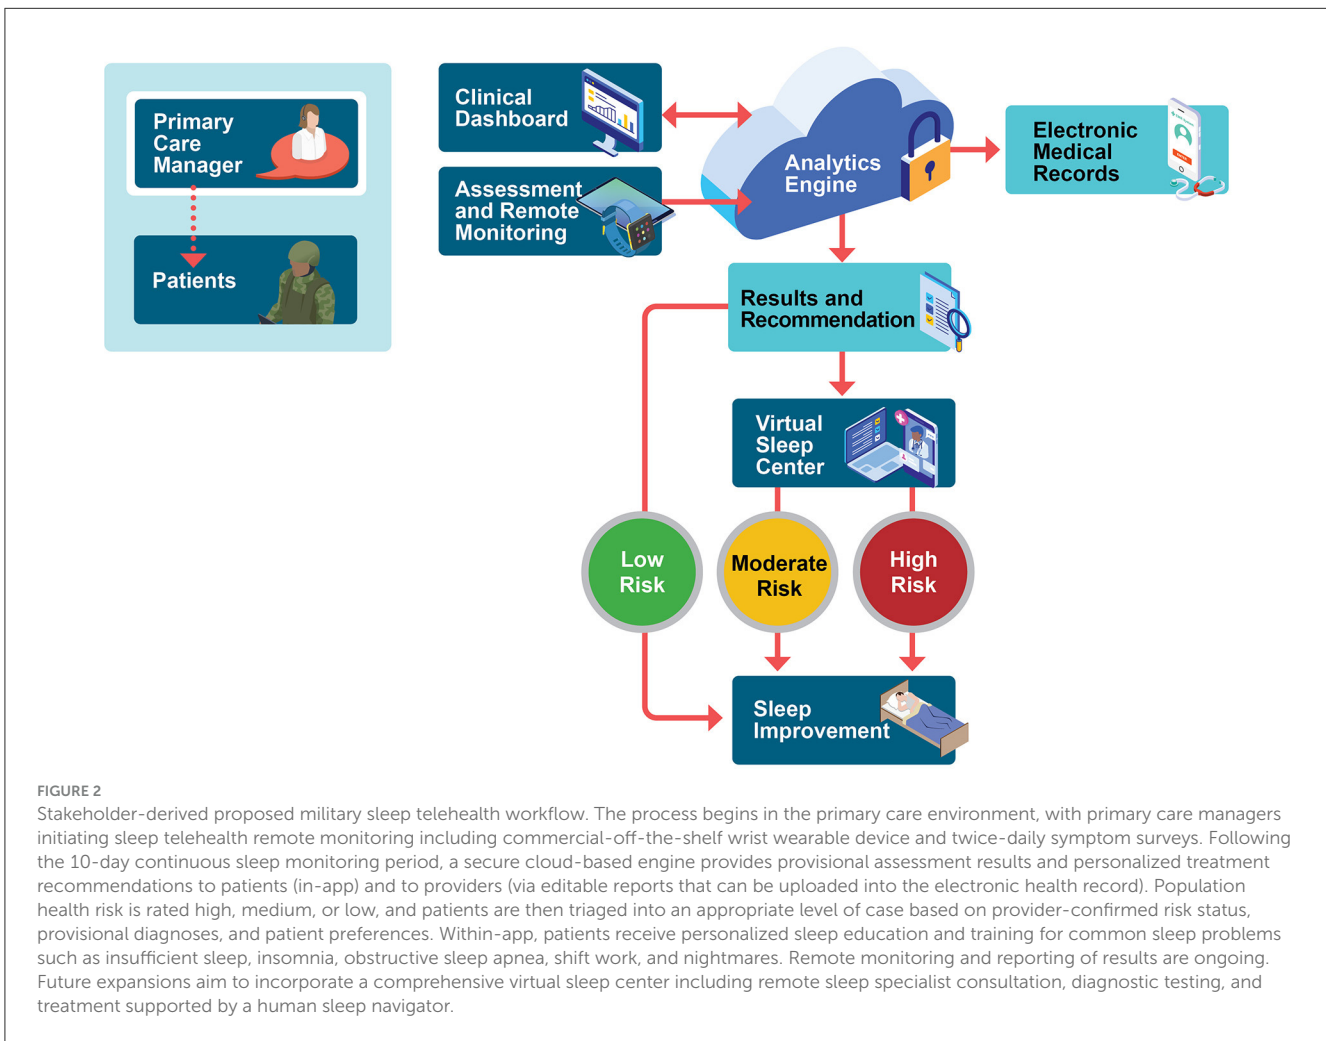 Primary
Care
Manager
Patients
Clinical
Dashboard
Assessment
and Remote
Monitoring
Analytics
Engine
Electronic
Medical
Records
Results and
Recommendation
Virtual
Sleep
Center
Low
Risk
Moderate
Risk
High
Risk
Sleep
Improvement
FIGURE 2
Stakeholder-derived proposed military sleep telehealth workflow. The process begins in the primary care environment, with primary care managers
initiating sleep telehealth remote monitoring including commercial-off-the-shelf wrist wearable device and twice-daily symptom surveys. Following
the 10-day continuous sleep monitoring period, a secure cloud-based engine provides provisional assessment results and personalized treatment
recommendations to patients (in-app) and to providers (via editable reports that can be uploaded into the electronic health record). Population
health risk is rated high, medium, or low, and patients are then triaged into an appropriate level of case based on provider-confirmed risk status,
provisional diagnoses, and patient preferences. Within-app, patients receive personalized sleep education and training for common sleep problems
such as insufficient sleep, insomnia, obstructive sleep apnea, shift work, and nightmares. Remote monitoring and reporting of results are ongoing.
Future expansions aim to incorporate a comprehensive virtual sleep center including remote sleep specialist consultation, diagnostic testing, and
treatment supported by a human sleep navigator.